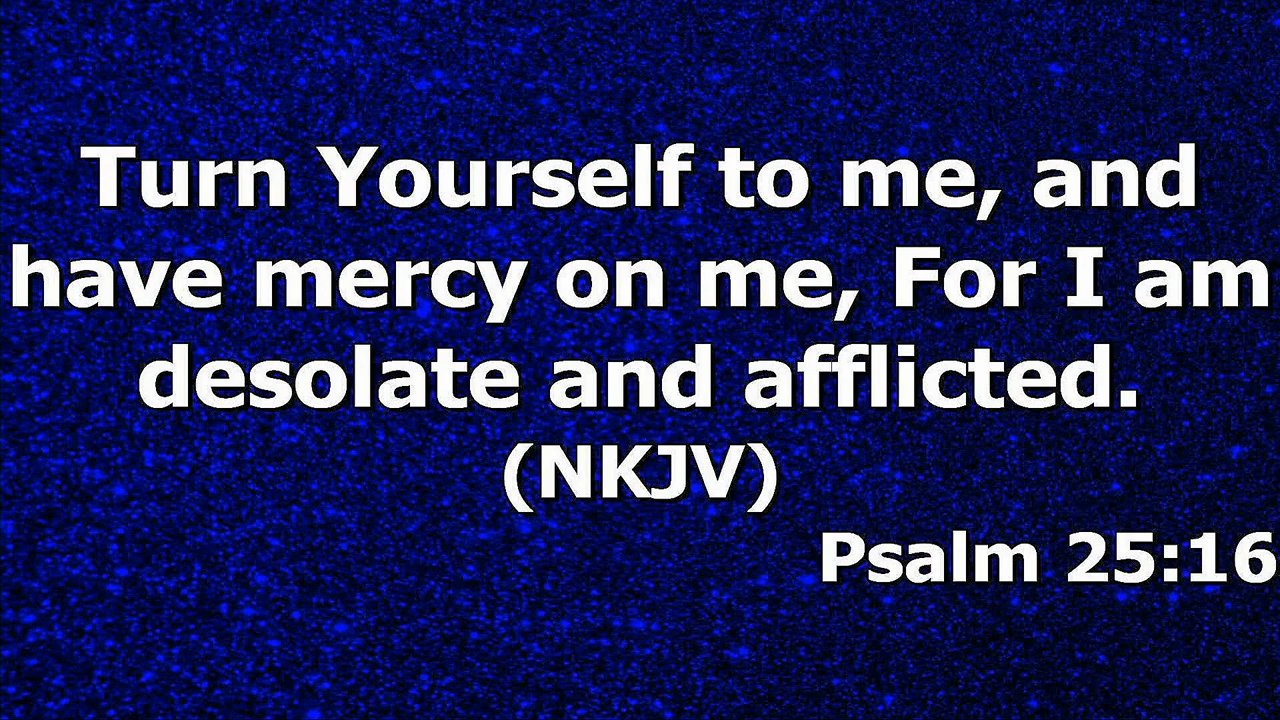 Turn Yourself to me, and
have mercy on me, For I am
desolate and afflicted.
(NKJV)
Psalm 25:16